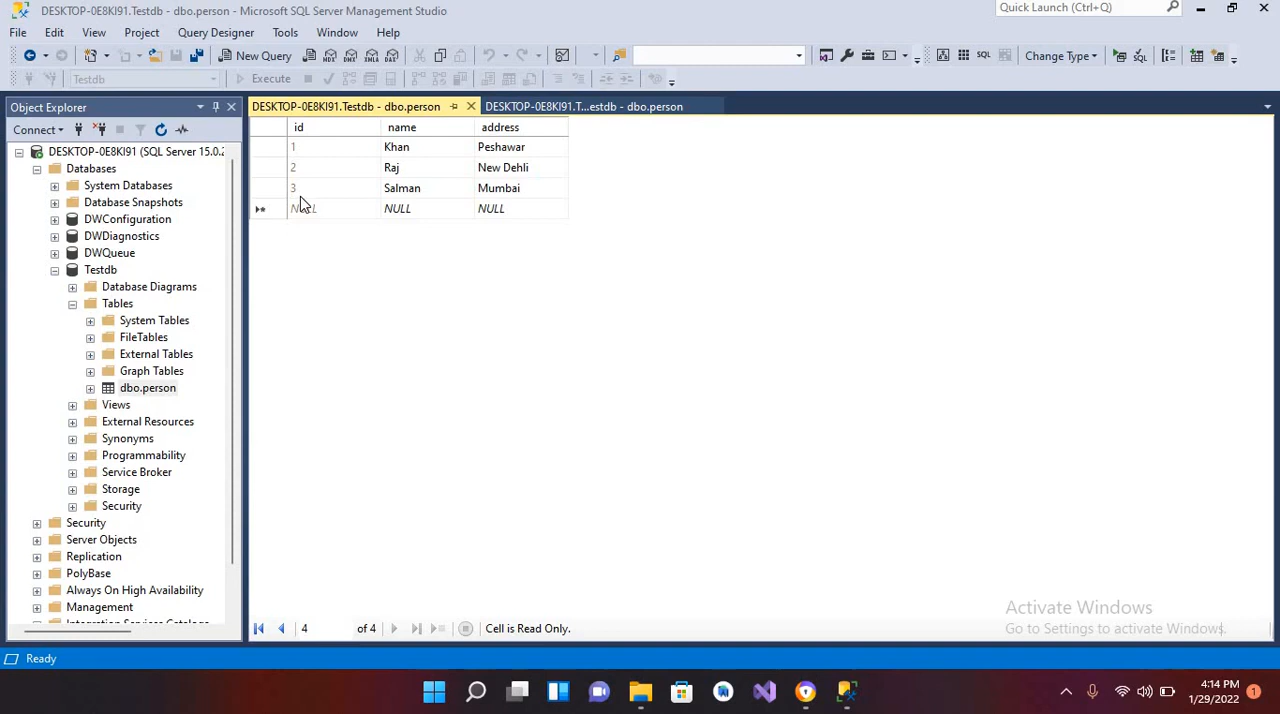 DESKTOP-0E8KI91.Testdb - dbo.person - Microsoft SQL Server Management Studio
Quick Launch (Ctrl+Q)
File Edit View Project Query Designer Tools Window Help
New Query
Change Type
SQL
Testdb
Execute
Object Explorer
DESKTOP-0E8KI91.Testdb - dbo.person
DESKTOP-0E8KI91.T...estdb - dbo.person
Connect
DESKTOP-0E8KI91 (SQL Server 15.0.2
Databases
System Databases
Database Snapshots
DWConfiguration
DWDiagnostics
DWQueue
Testdb
Database Diagrams
Tables
System Tables
FileTables
External Tables
Graph Tables
dbo.person
Views
External Resources
Synonyms
Programmability
Service Broker
Storage
Security
Security
Server Objects
Replication
PolyBase
Always On High Availability
Management
id name address
1 Khan Peshawar
2 Raj New Dehli
3 Salman Mumbai
NULL NULL NULL
4 of 4 Cell is Read Only.
Activate Windows
Go to Settings to activate Windows.
Ready
4:14 PM
1/29/2022
1